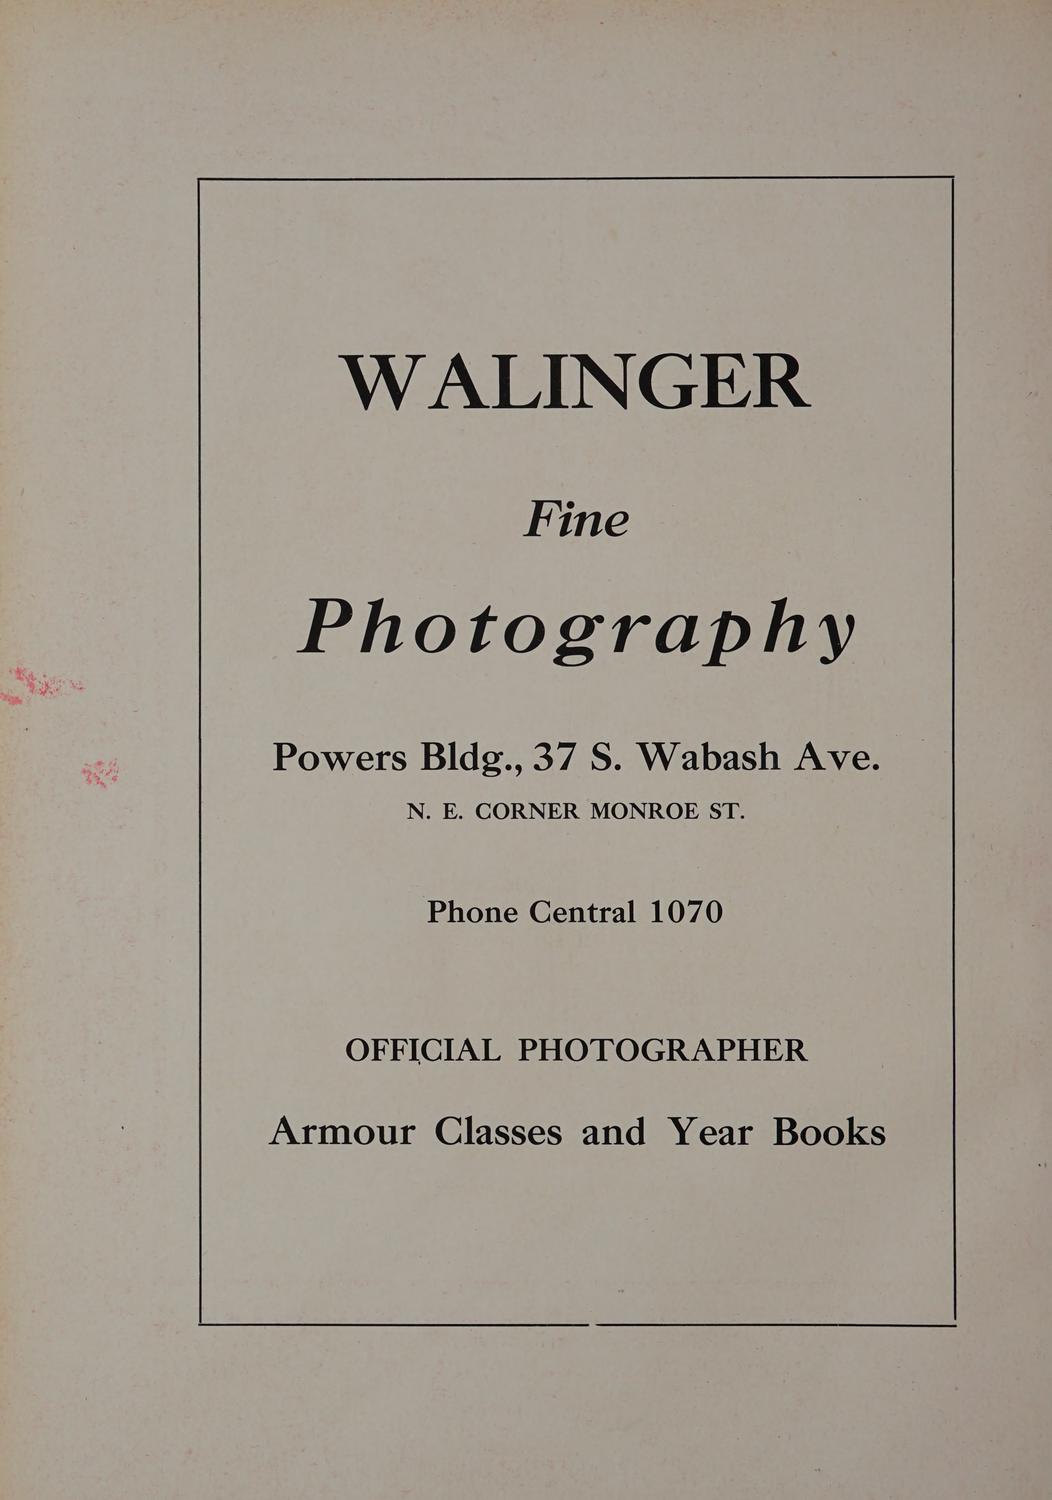 WALINGER
Fine
Photography
Powers Bldg., 37 S. Wabash Ave.
N. E. CORNER MONROE ST.
Phone Central 1070
OFFICIAL PHOTOGRAPHER
Armour Classes and Year Books